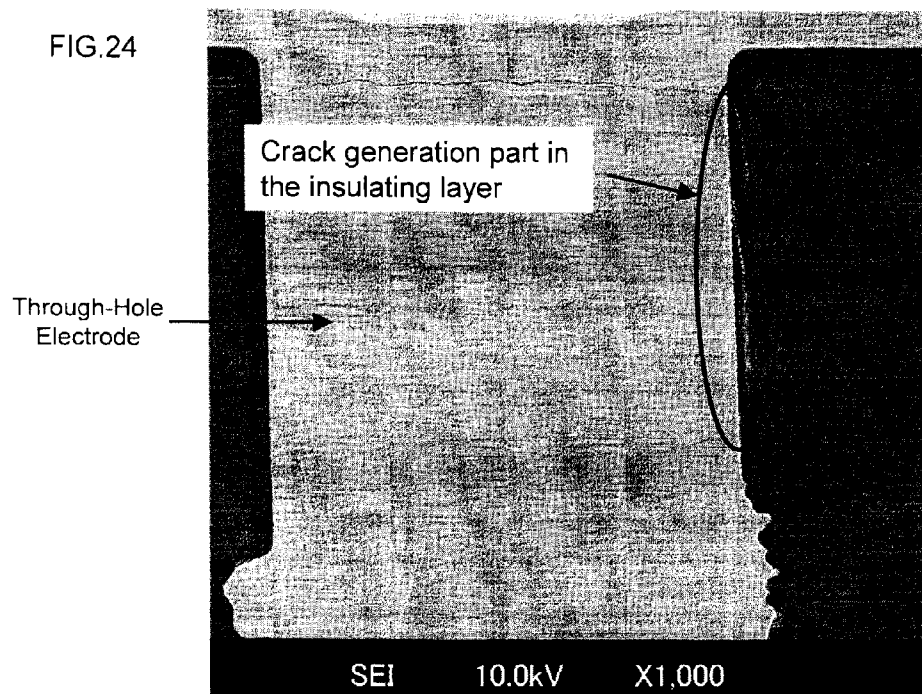 FIG.24
Crack generation part in
the insulating layer
Through-Hole
Electrode
SEI 10.0kV X1,000